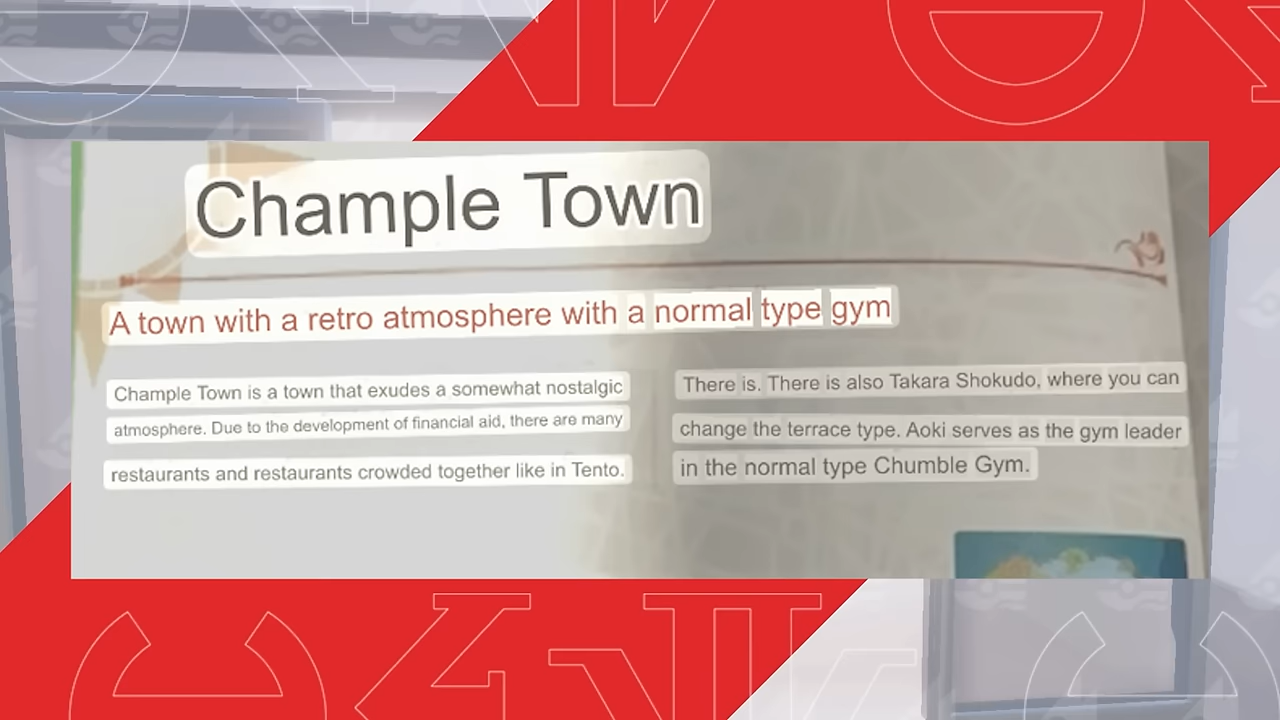 Chample Town
A town with a retro atmosphere with a normal type gym
Chample Town is a town that exudes a somewhat nostalgic
atmosphere. Due to the development of financial aid, there are many
restaurants and restaurants crowded together like in Tento.
There is. There is also Takara Shokudo, where you can
change the terrace type. Aoki serves as the gym leader
in the normal type Chumble Gym.